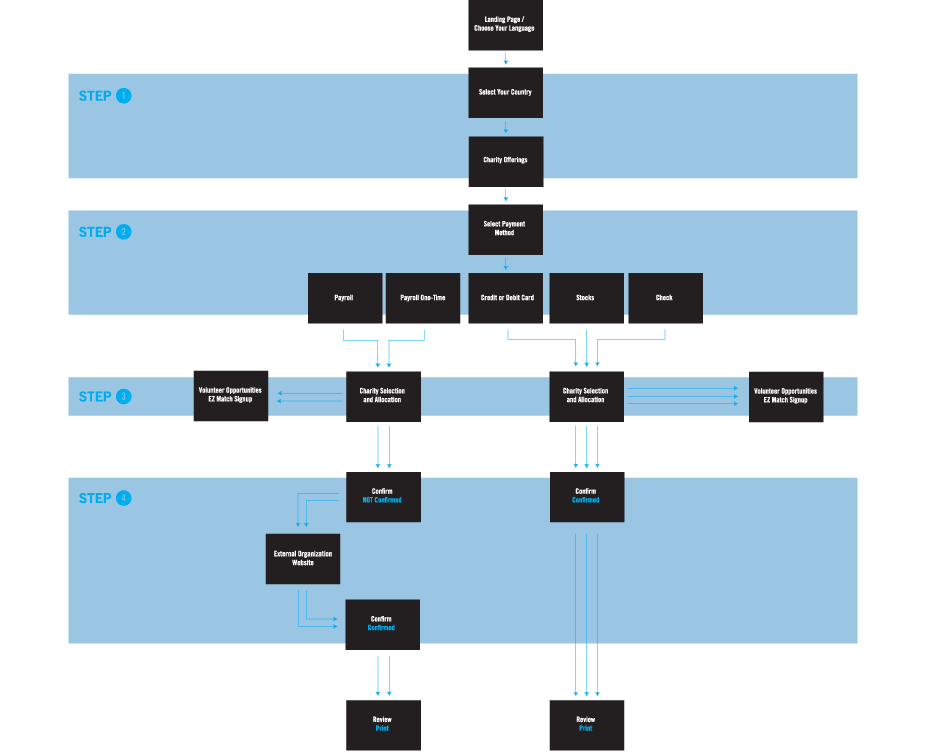 Landing Page /
Choose Your Language
STEP 1
Select Your Country
Charity Offerings
STEP 2
Select Payment
Method
Payroll
Payroll One-Time
Credit or Debit Card
Stocks
Check
STEP 3
Volunteer Opportunities
EZ Match Signup
Charity Selection
and Allocation
Charity Selection
and Allocation
Volunteer Opportunities
EZ Match Signup
STEP 4
Confirm
NOT Confirmed
Confirm
Confirmed
External Organization
Website
Confirm
Confirmed
Review
Print
Review
Print